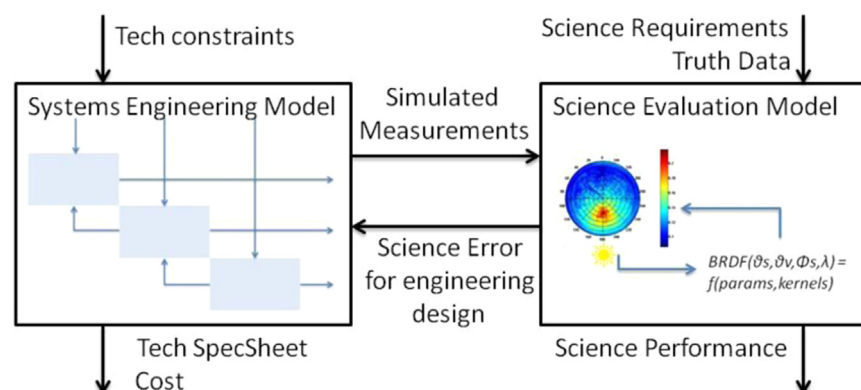 Tech constraints
Science Requirements
Truth Data
Systems Engineering Model
Simulated
Measurements
Science Evaluation Model
Science Error
for engineering
design
BRDF(ϑs,ϑv,Φs,λ)=
f(params,kernels)
Tech SpecSheet
Cost
Science Performance